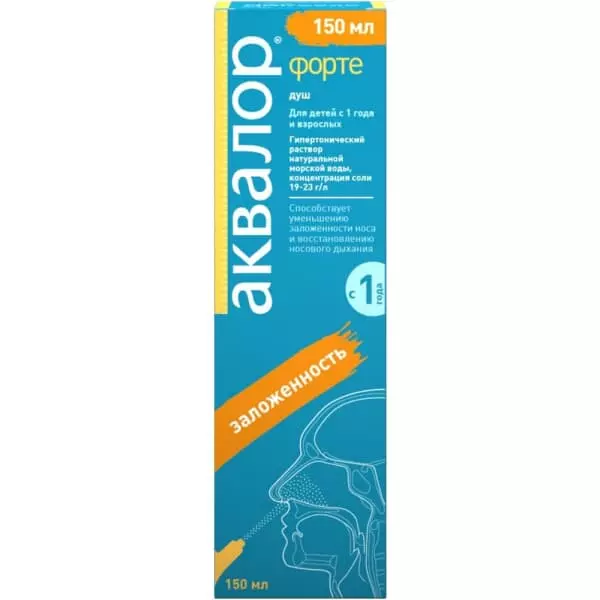 150 мл
аквалор®
форте
душ
Для детей с 1 года
и взрослых
Гипертонический
раствор
натуральной
морской воды,
концентрация соли
19-23 г/л
Способствует
уменьшению
заложенности носа
и восстановлению
носового дыхания
с 1 года
заложенность
150 мл